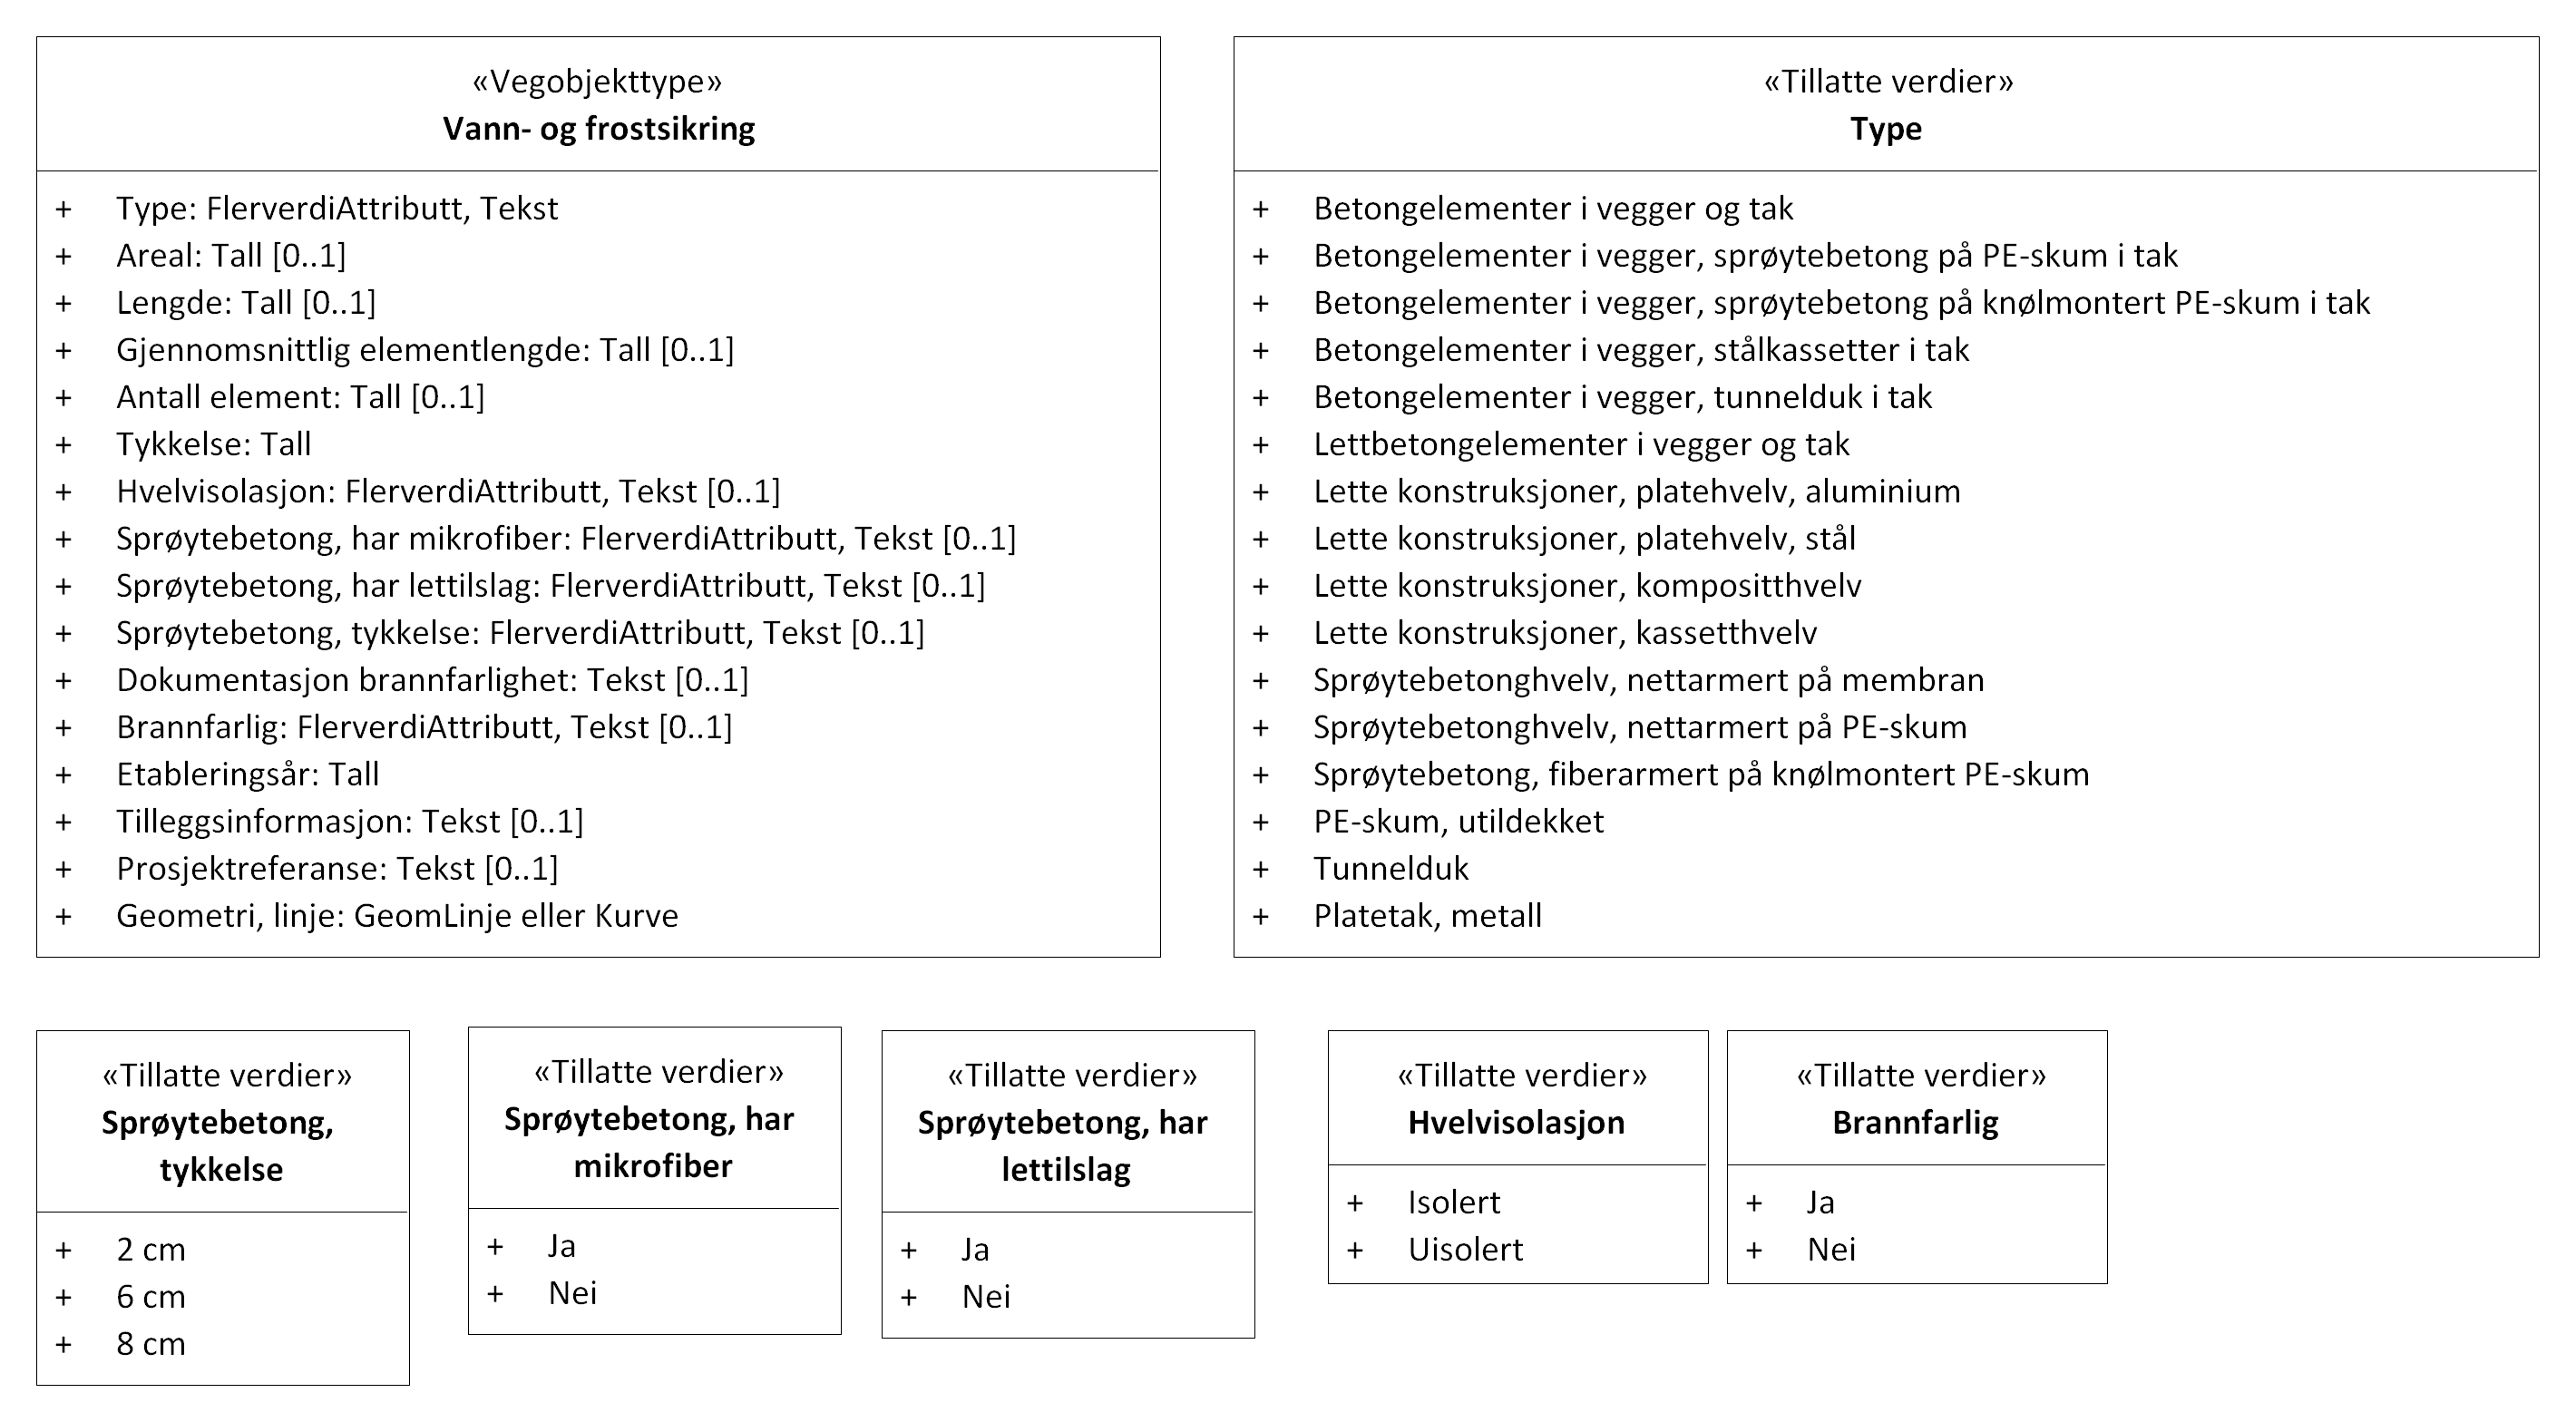 «Vegobjekttype»
Vann- og frostsikring
+ Type: FlerverdiAttributt, Tekst
+ Areal: Tall [0..1]
+ Lengde: Tall [0..1]
+ Gjennomsnittlig elementlengde: Tall [0..1]
+ Antall element: Tall [0..1]
+ Tykkelse: Tall
+ Hvelvisolasjon: FlerverdiAttributt, Tekst [0..1]
+ Sprøytebetong, har mikrofiber: FlerverdiAttributt, Tekst [0..1]
+ Sprøytebetong, har lettilslag: FlerverdiAttributt, Tekst [0..1]
+ Sprøytebetong, tykkelse: FlerverdiAttributt, Tekst [0..1]
+ Dokumentasjon brannfarlighet: Tekst [0..1]
+ Brannfarlig: FlerverdiAttributt, Tekst [0..1]
+ Etableringsår: Tall
+ Tilleggsinformasjon: Tekst [0..1]
+ Prosjektreferanse: Tekst [0..1]
+ Geometri, linje: GeomLinje eller Kurve
«Tillatte verdier»
Type
+ Betongelementer i vegger og tak
+ Betongelementer i vegger, sprøytebetong på PE-skum i tak
+ Betongelementer i vegger, sprøytebetong på knølmontert PE-skum i tak
+ Betongelementer i vegger, stålkassetter i tak
+ Betongelementer i vegger, tunnelduk i tak
+ Lettbetongelementer i vegger og tak
+ Lette konstruksjoner, platehvelv, aluminium
+ Lette konstruksjoner, platehvelv, stål
+ Lette konstruksjoner, komposítthvelv
+ Lette konstruksjoner, kassetthvelv
+ Sprøytebetonghvelv, nettarmert på membran
+ Sprøytebetonghvelv, nettarmert på PE-skum
+ Sprøytebetong, fiberarmert på knølmontert PE-skum
+ PE-skum, utildekket
+ Tunnelduk
+ Platetak, metall
«Tillatte verdier»
Sprøytebetong,
tykkelse
+ 2 cm
+ 6 cm
+ 8 cm
«Tillatte verdier»
Sprøytebetong, har
mikrofiber
+ Ja
+ Nei
«Tillatte verdier»
Sprøytebetong, har
lettilslag
+ Ja
+ Nei
«Tillatte verdier»
Hvelvisolasjon
+ Isolert
+ Uisolert
«Tillatte verdier»
Brannfarlig
+ Ja
+ Nei